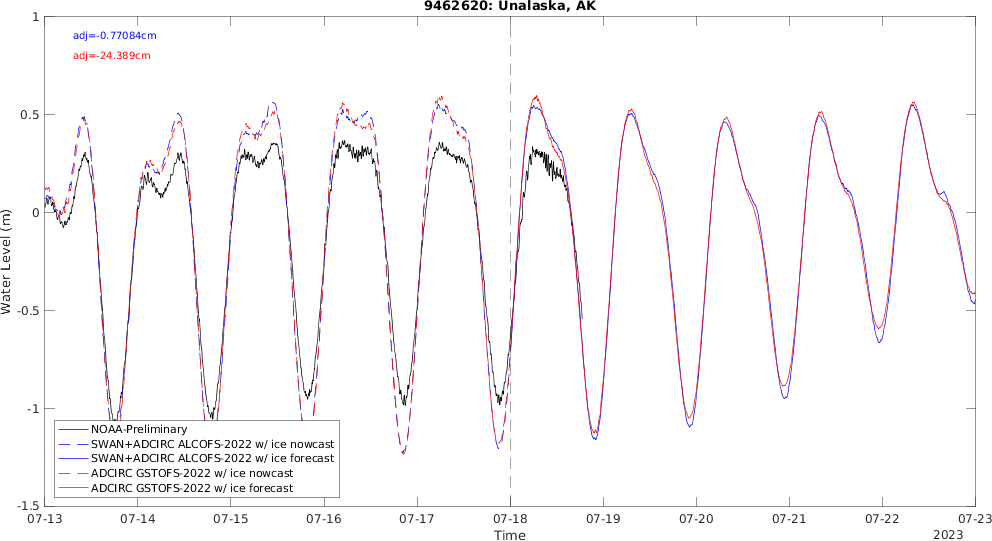 9462620: Unalaska, AK
adj=-0.77084cm
adj=-24.389cm
Water Level (m)
1
0.5
0
-0.5
-1
-1.5
NOAA-Preliminary
SWAN+ADCIRC ALCOFS-2022 w/ ice nowcast
SWAN+ADCIRC ALCOFS-2022 w/ ice forecast
ADCIRC GSTOFS-2022 w/ ice nowcast
ADCIRC GSTOFS-2022 w/ ice forecast
07-13 07-14 07-15 07-16 07-17 07-18 07-19 07-20 07-21 07-22 07-23
Time
2023